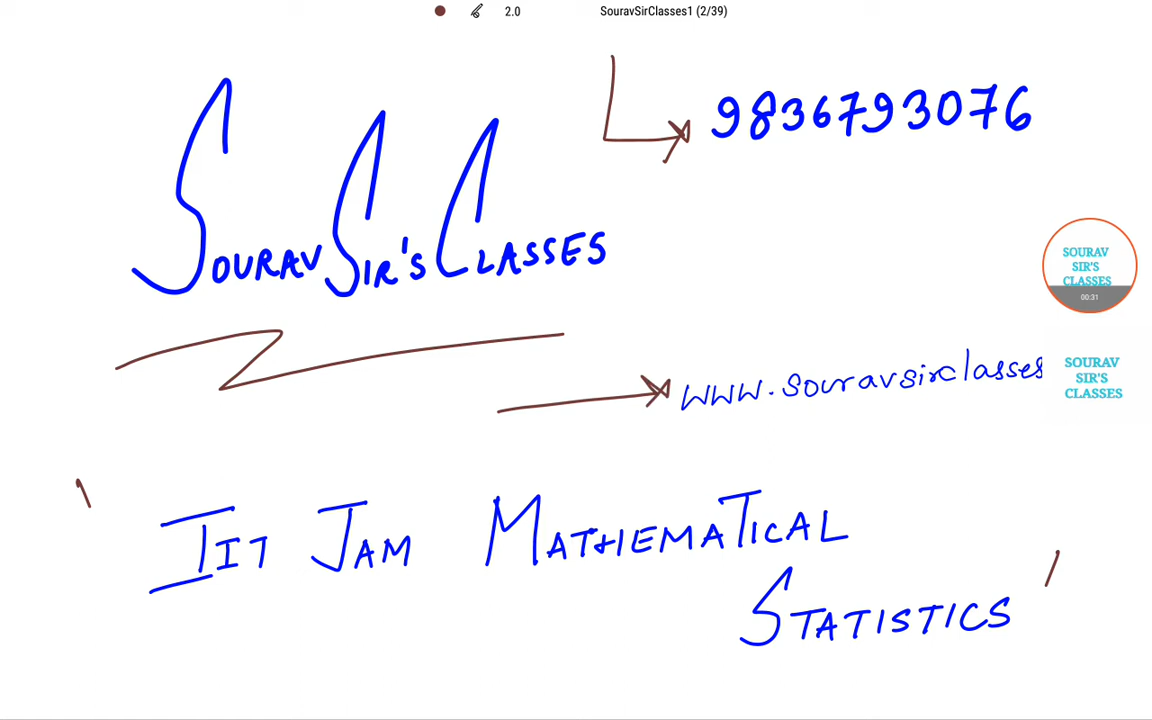 2.0 SouravSirClasses1 (2/39)
9836793076
SOURAV SIR'S CLASSES
SOURAV
SIR'S
CLASSES
00:31
www.souravsirclasses
SOURAV
SIR'S
CLASSES
IIT JAM MATHEMATICAL
STATISTICS